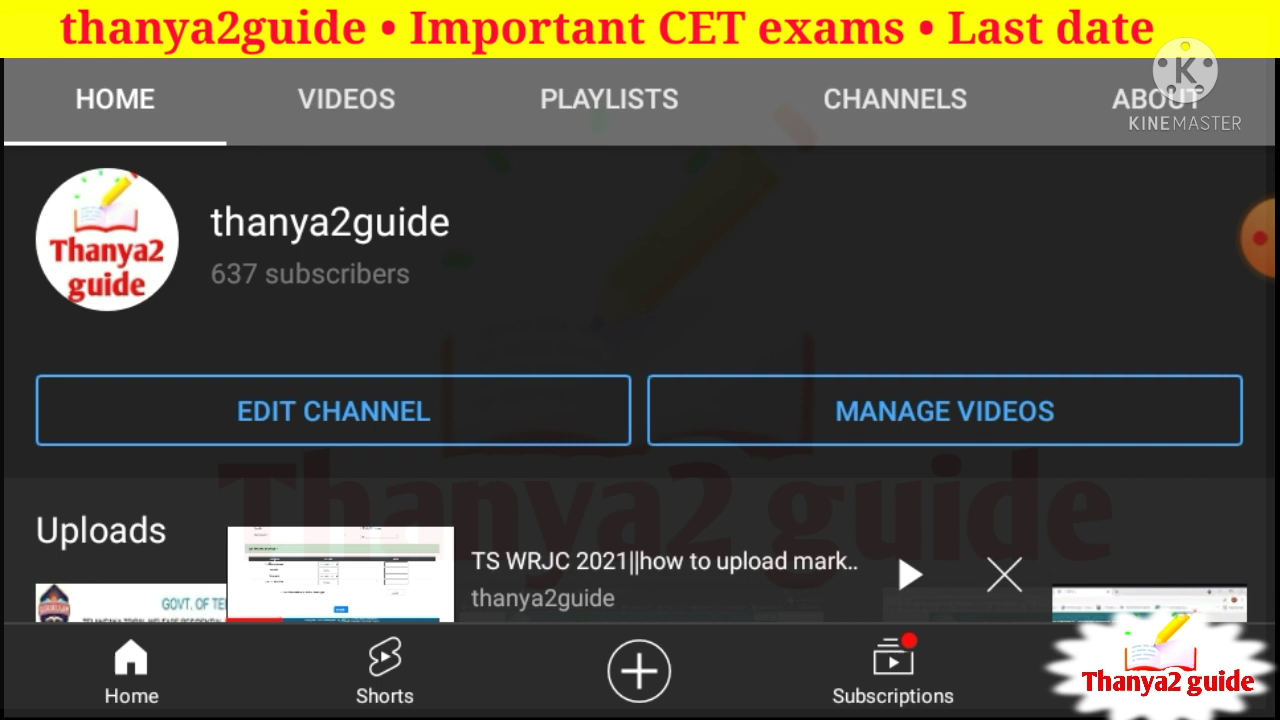 thanya2guide • Important CET exams • Last date
HOME
VIDEOS
PLAYLISTS
CHANNELS
ABOUT
K
KINEMASTER
Thanya2
guide
thanya2guide
637 subscribers
EDIT CHANNEL
MANAGE VIDEOS
Thanya2 guide
Uploads
TS WRJC 2021||how to upload mark..
thanya2guide
GOVT. OF TE
Home
Shorts
Subscriptions
Thanya2 guide